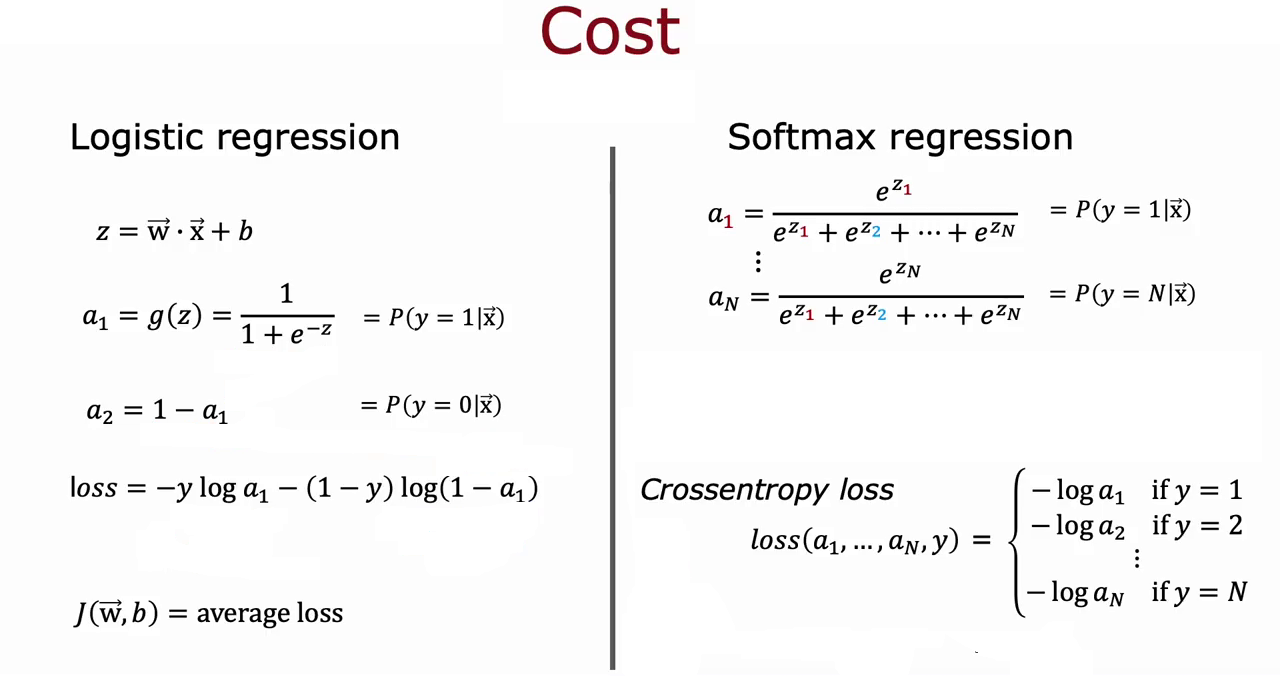 Cost
Logistic regression
z = w⃗ · x⃗ + b
a₁ = g(z) = 1 / (1 + e^(−z)) = P(y = 1|x⃗)
a₂ = 1 − a₁ = P(y = 0|x⃗)
loss = −y log a₁ − (1 − y) log(1 − a₁)
J(w⃗, b) = average loss
Softmax regression
a₁ = e^(z₁) / (e^(z₁) + e^(z₂) + ⋯ + e^(z_N)) = P(y = 1|x⃗)
⋮
a_N = e^(z_N) / (e^(z₁) + e^(z₂) + ⋯ + e^(z_N)) = P(y = N|x⃗)
Crossentropy loss
loss(a₁, …, a_N, y) = {
− log a₁ if y = 1
− log a₂ if y = 2
⋮
− log a_N if y = N